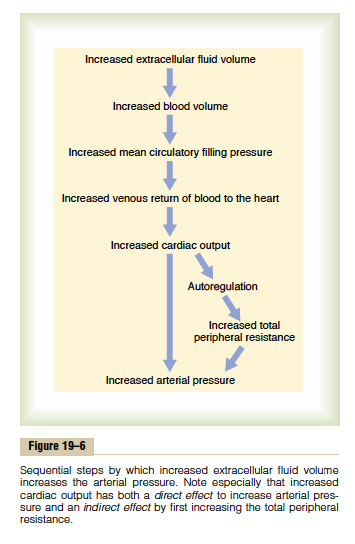 Increased extracellular fluid volume
Increased blood volume
Increased mean circulatory filling pressure
Increased venous return of blood to the heart
Increased cardiac output
Autoregulation
Increased total
peripheral resistance
Increased arterial pressure
Figure 19–6
Sequential steps by which increased extracellular fluid volume
increases the arterial pressure. Note especially that increased
cardiac output has both a direct effect to increase arterial pres-
sure and an indirect effect by first increasing the total peripheral
resistance.